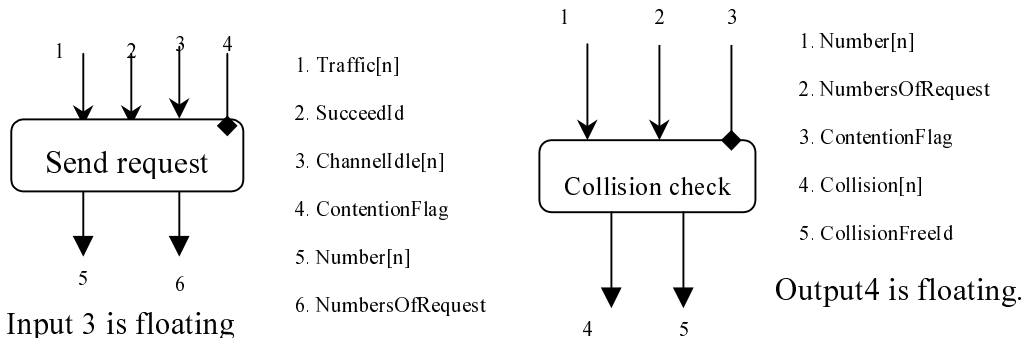 1 2 3 4
Send request
5 6
Input 3 is floating
1. Traffic[n]
2. SucceedId
3. ChannelIdle[n]
4. ContentionFlag
5. Number[n]
6. NumbersOfRequest
1 2 3
Collision check
4 5
1. Number[n]
2. NumbersOfRequest
3. ContentionFlag
4. Collision[n]
5. CollisionFreeId
Output4 is floating.